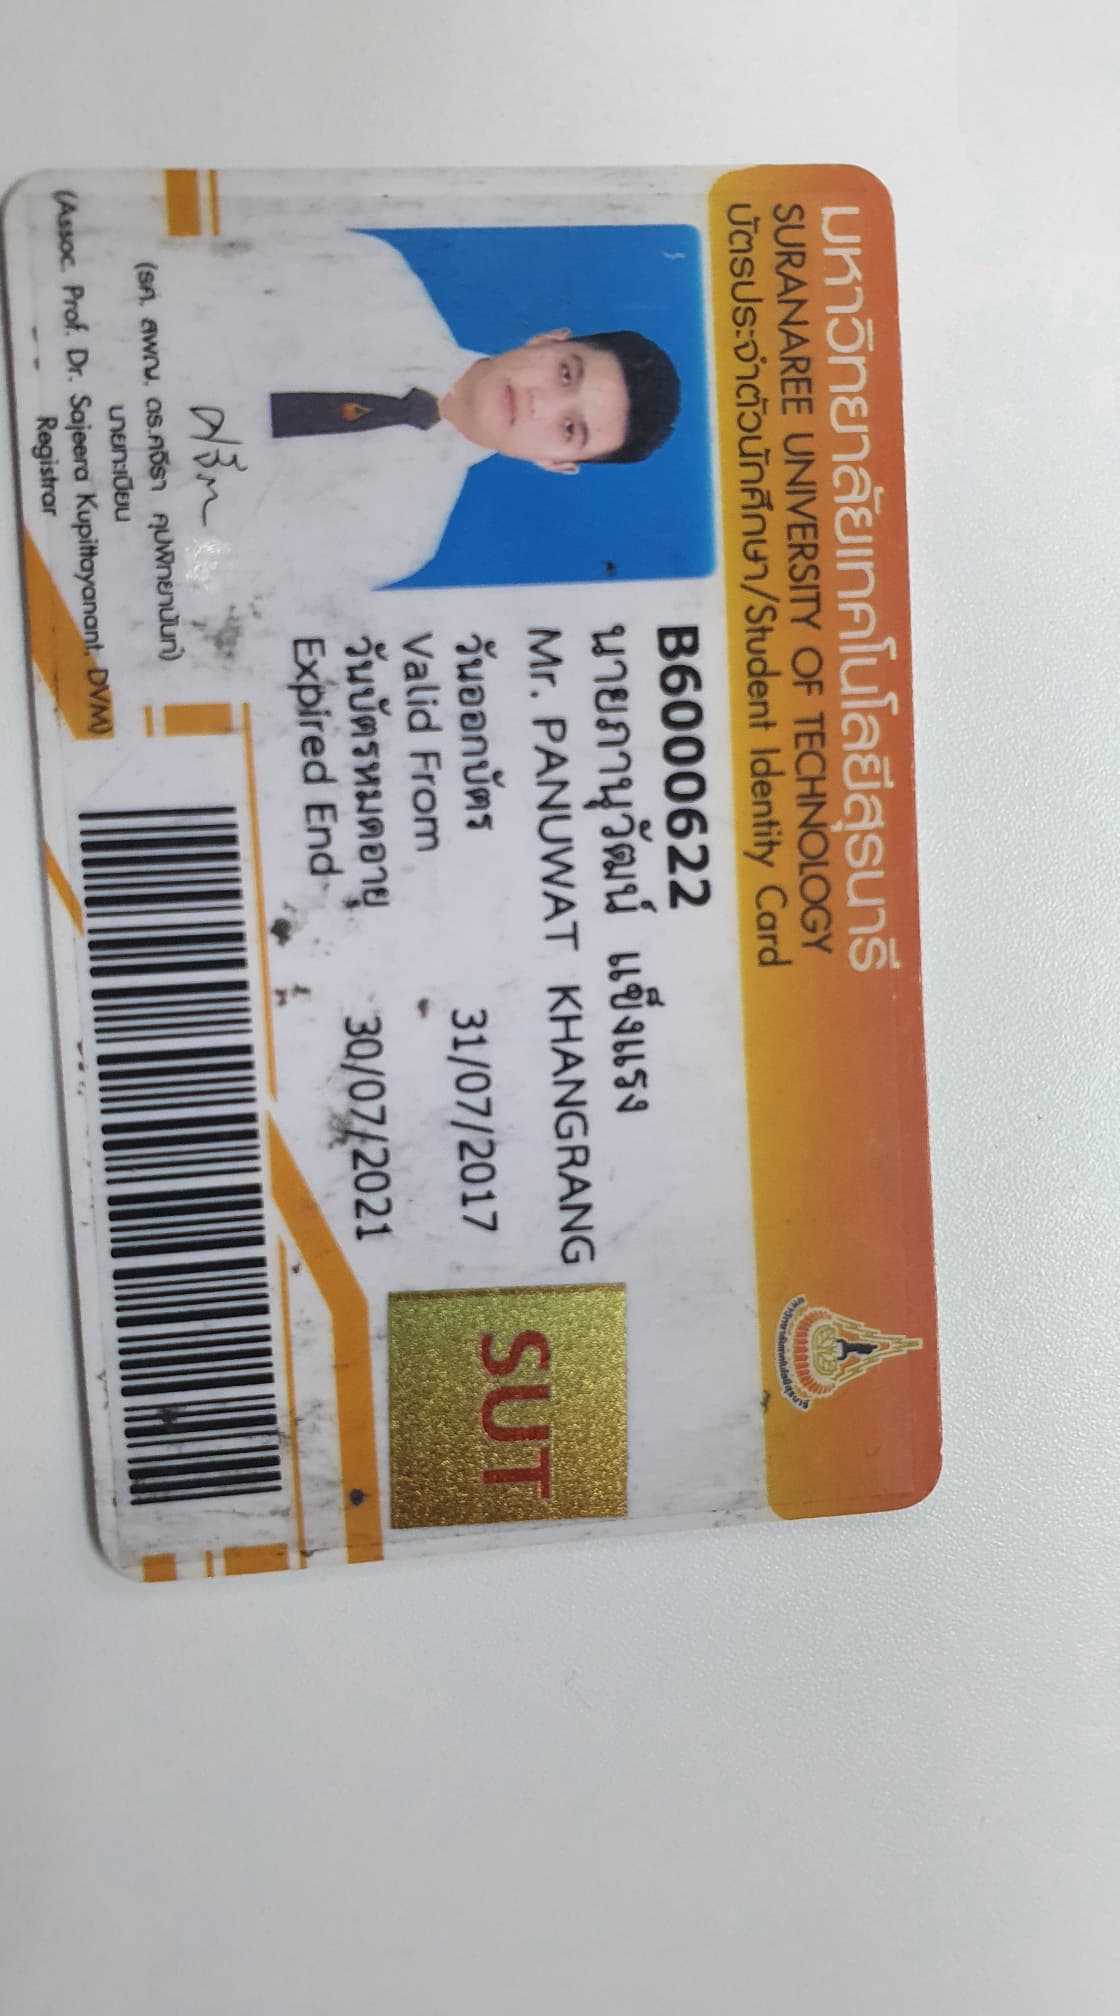 มหาวิทยาลัยเทคโนโลยีสุรนารี
SURANAREE UNIVERSITY OF TECHNOLOGY
บัตรประจำตัวนักศึกษา/Student Identity Card
B6000622
นายภานุวัฒน์ แข็งแรง
Mr. PANUWAT KHANGRANG
วันออกบัตร 31/07/2017
Valid From
วันบัตรหมดอายุ 30/07/2021
Expired End
SUT
(รศ. สพญ. ดร.ศจีรา คุปพิทยานันท์)
นายทะเบียน
(Assoc. Prof. Dr. Sajeera Kupittayanant, DVM)
Registrar